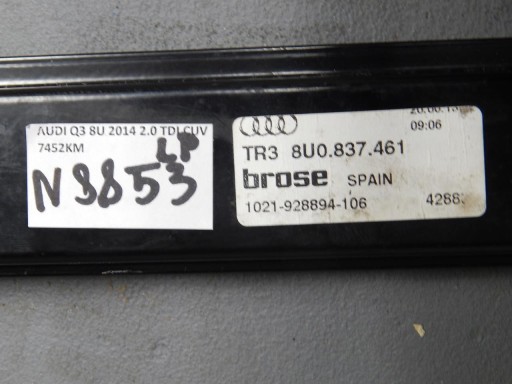 AUDI Q3 8U 2014 2.0 TDI CUV
7452KM
LP
N9853
09:06
TR3 8U0.837.461
brose SPAIN
1021-928894-106